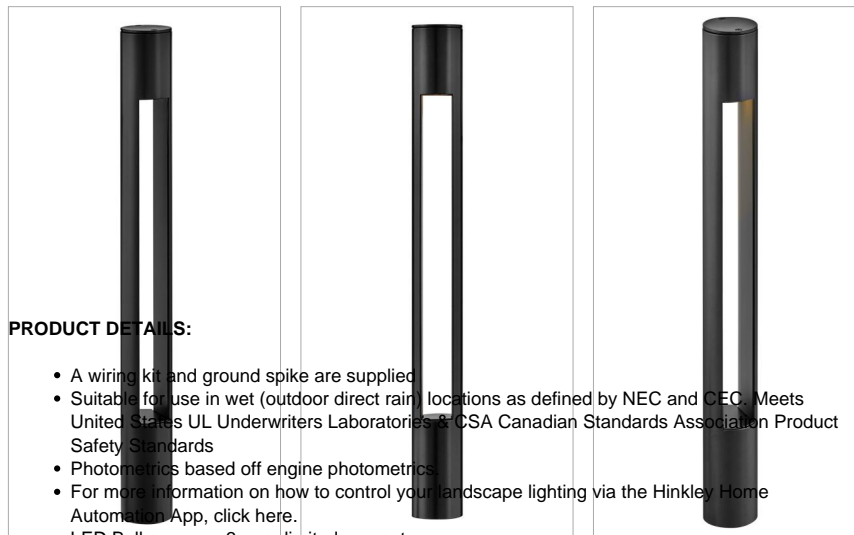 PRODUCT DETAILS:
• A wiring kit and ground spike are supplied
• Suitable for use in wet (outdoor direct rain) locations as defined by NEC and CEC. Meets
United States UL Underwriters Laboratories & CSA Canadian Standards Association Product
Safety Standards
• Photometrics based off engine photometrics.
• For more information on how to control your landscape lighting via the Hinkley Home
Automation App, click here.